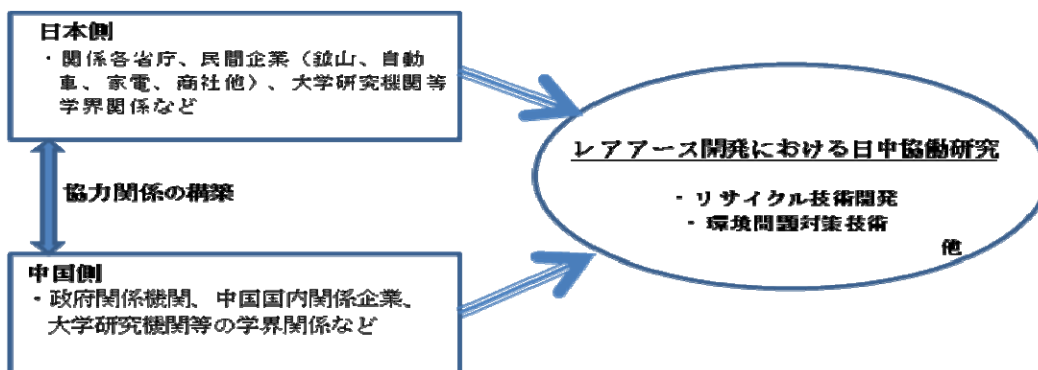 日本側
・関係各省庁、民間企業（鉱山、自動
車、家電、商社他）、大学研究機関等
学界関係など
協力関係の構築
中国側
・政府関係機関、中国国内関係企業、
大学研究機関等の学界関係など
レアアース開発における日中協働研究
・リサイクル技術開発
・環境問題対策技術
他